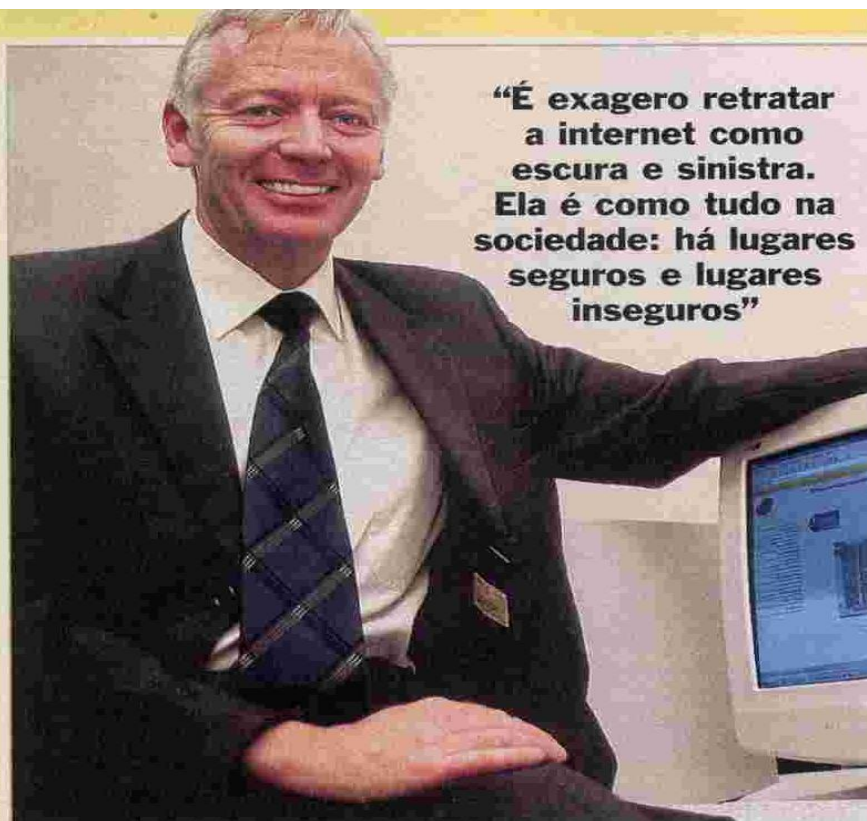 “É exagero retratar
a internet como
escura e sinistra.
Ela é como tudo na
sociedade: há lugares
seguros e lugares
inseguros”